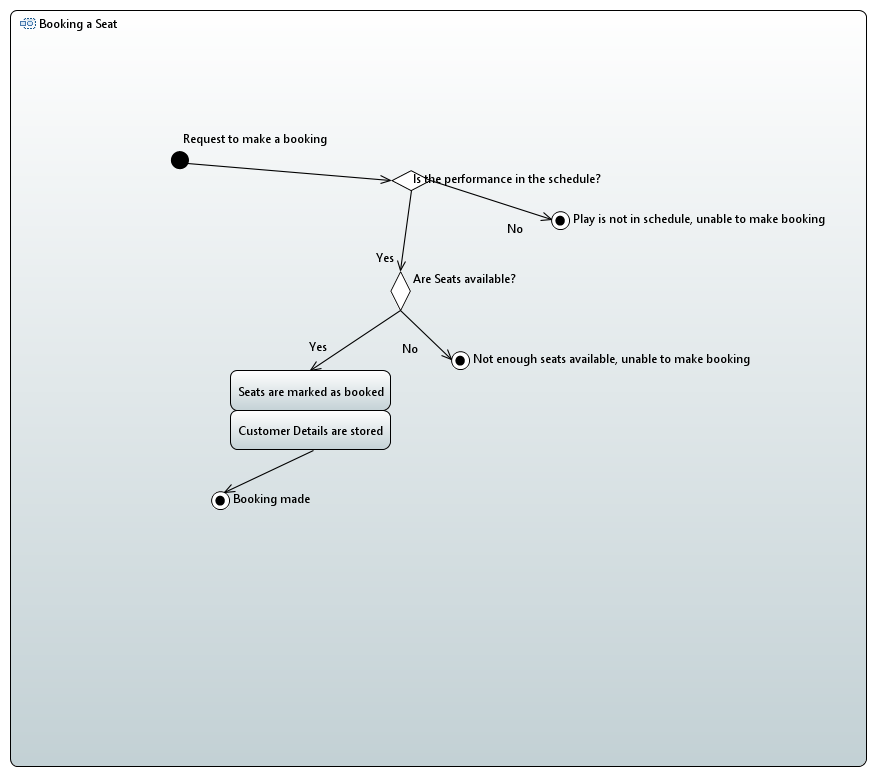 Booking a Seat
Request to make a booking
Is the performance in the schedule?
No
Play is not in schedule, unable to make booking
Yes
Are Seats available?
Yes
No
Not enough seats available, unable to make booking
Seats are marked as booked
Customer Details are stored
Booking made